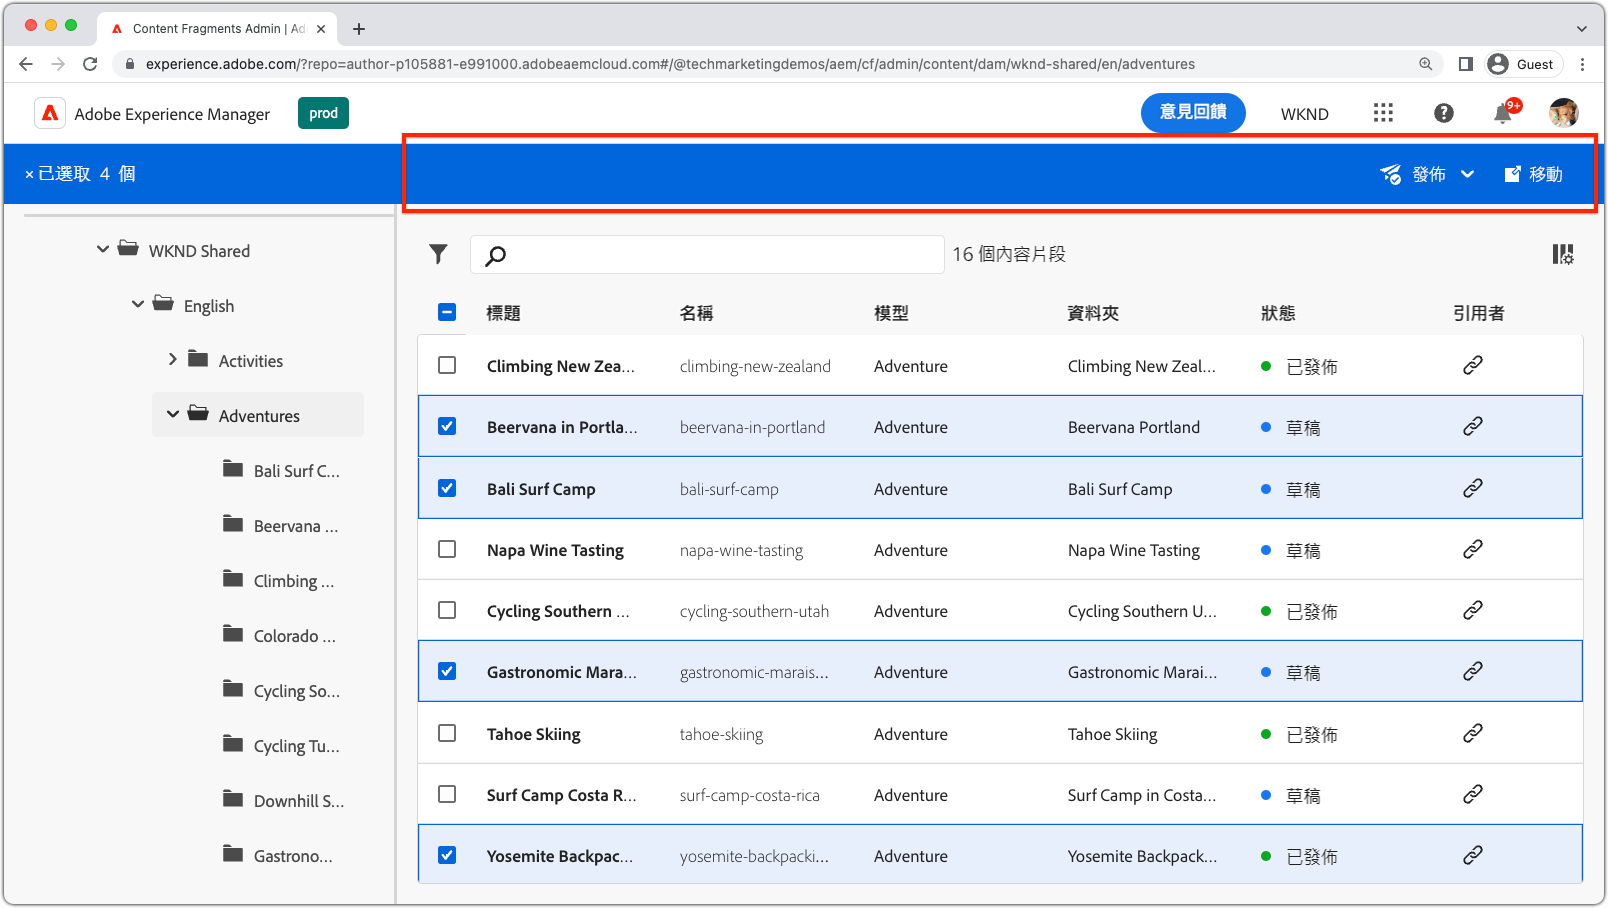 Content Fragments Admin | Ad
experience.adobe.com/?repo=author-p105881-e991000.adobeaemcloud.com#/@techmarketingdemos/aem/cf/admin/content/dam/wknd-shared/en/adventures
Guest
Adobe Experience Manager
prod
意見回饋
WKND
9+
×已選取 4 個
發佈
移動
WKND Shared
English
Activities
Adventures
Bali Surf C...
Beervana ...
Climbing ...
Colorado ...
Cycling So...
Cycling Tu...
Downhill S...
Gastrono...
16 個內容片段
標題 名稱 模型 資料夾 狀態 引用者
Climbing New Zea... climbing-new-zealand Adventure Climbing New Zeal... 已發佈
Beervana in Portla... beervana-in-portland Adventure Beervana Portland 草稿
Bali Surf Camp bali-surf-camp Adventure Bali Surf Camp 草稿
Napa Wine Tasting napa-wine-tasting Adventure Napa Wine Tasting 草稿
Cycling Southern ... cycling-southern-utah Adventure Cycling Southern U... 已發佈
Gastronomic Mara... gastronomic-marais... Adventure Gastronomic Marai... 草稿
Tahoe Skiing tahoe-skiing Adventure Tahoe Skiing 已發佈
Surf Camp Costa R... surf-camp-costa-rica Adventure Surf Camp in Costa... 草稿
Yosemite Backpac... yosemite-backpacki... Adventure Yosemite Backpack... 已發佈